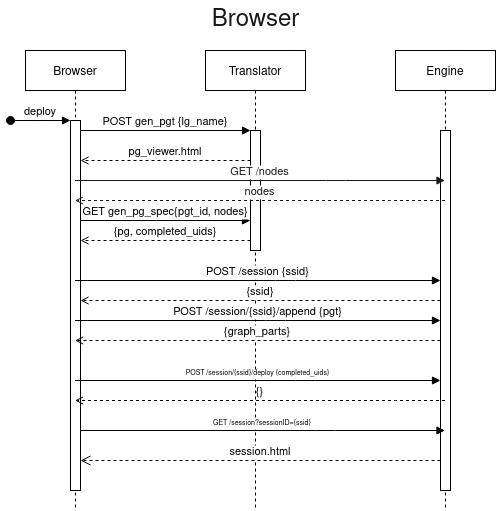 Browser
Browser
Translator
Engine
deploy
POST gen_pgt {lg_name}
pg_viewer.html
GET /nodes
nodes
GET gen_pg_spec{pgt_id, nodes}
{pg, completed_uids}
POST /session {ssid}
{ssid}
POST /session/{ssid}/append {pgt}
{graph_parts}
POST /session/{ssid}/deploy {completed_uids}
{}
GET /session?sessionID={ssid}
session.html